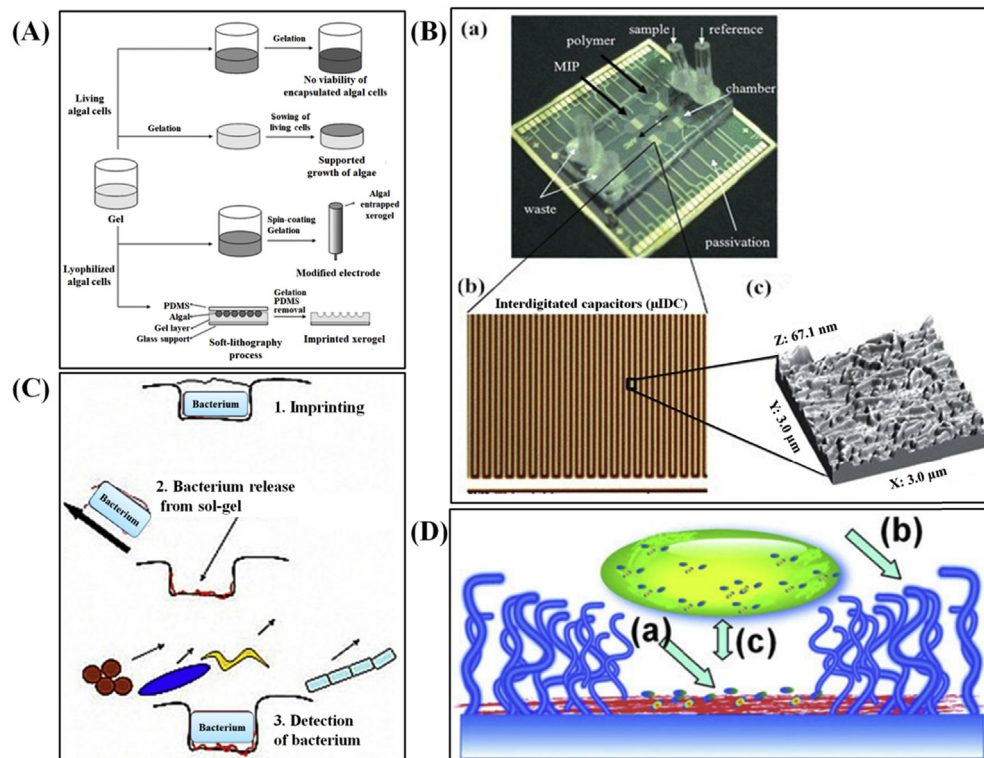 (A)
Living
algal cells
Gelation
No viability of
encapsulated algal cells
Gelation
Sowing of
living cells
Supported
growth of algae
Gel
Lyophilized
algal cells
Spin-coating
Gelation
Algal
entrapped
xerogel
Modified electrode
PDMS
Algal
Gel layer
Glass support
Gelation
PDMS
removal
Soft-lithography
process
Imprinted xerogel
(B)
(a)
sample
reference
polymer
MIP
chamber
waste
passivation
(b)
Interdigitated capacitors (μIDC)
(c)
Z: 67.1 nm
Y: 3.0 μm
X: 3.0 μm
(C)
Bacterium
1. Imprinting
2. Bacterium release
from sol-gel
Bacterium
Bacterium
3. Detection
of bacterium
(D)
(a)
(b)
(c)